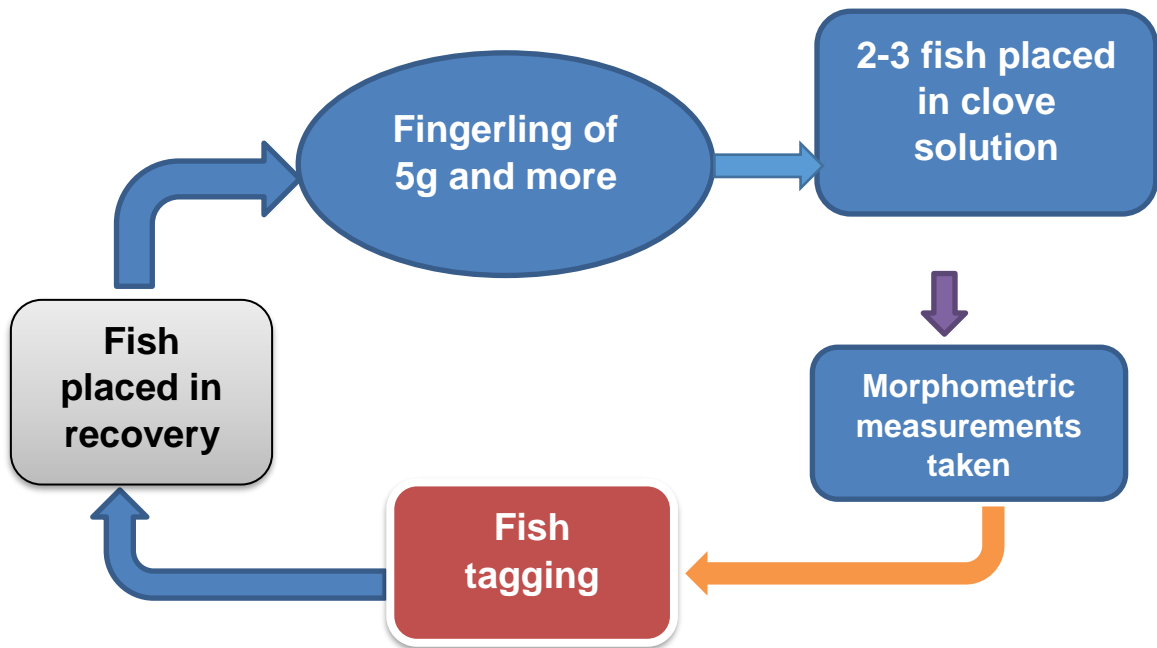 Fingerling of
5g and more
2-3 fish placed
in clove
solution
Morphometric
measurements
taken
Fish
tagging
Fish
placed in
recovery